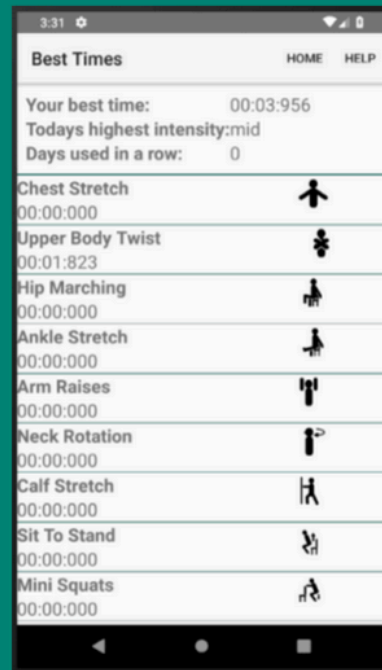 3:31
Best Times HOME HELP
Your best time: 00:03:956
Todays highest intensity:mid
Days used in a row: 0
Chest Stretch
00:00:000
Upper Body Twist
00:01:823
Hip Marching
00:00:000
Ankle Stretch
00:00:000
Arm Raises
00:00:000
Neck Rotation
00:00:000
Calf Stretch
00:00:000
Sit To Stand
00:00:000
Mini Squats
00:00:000